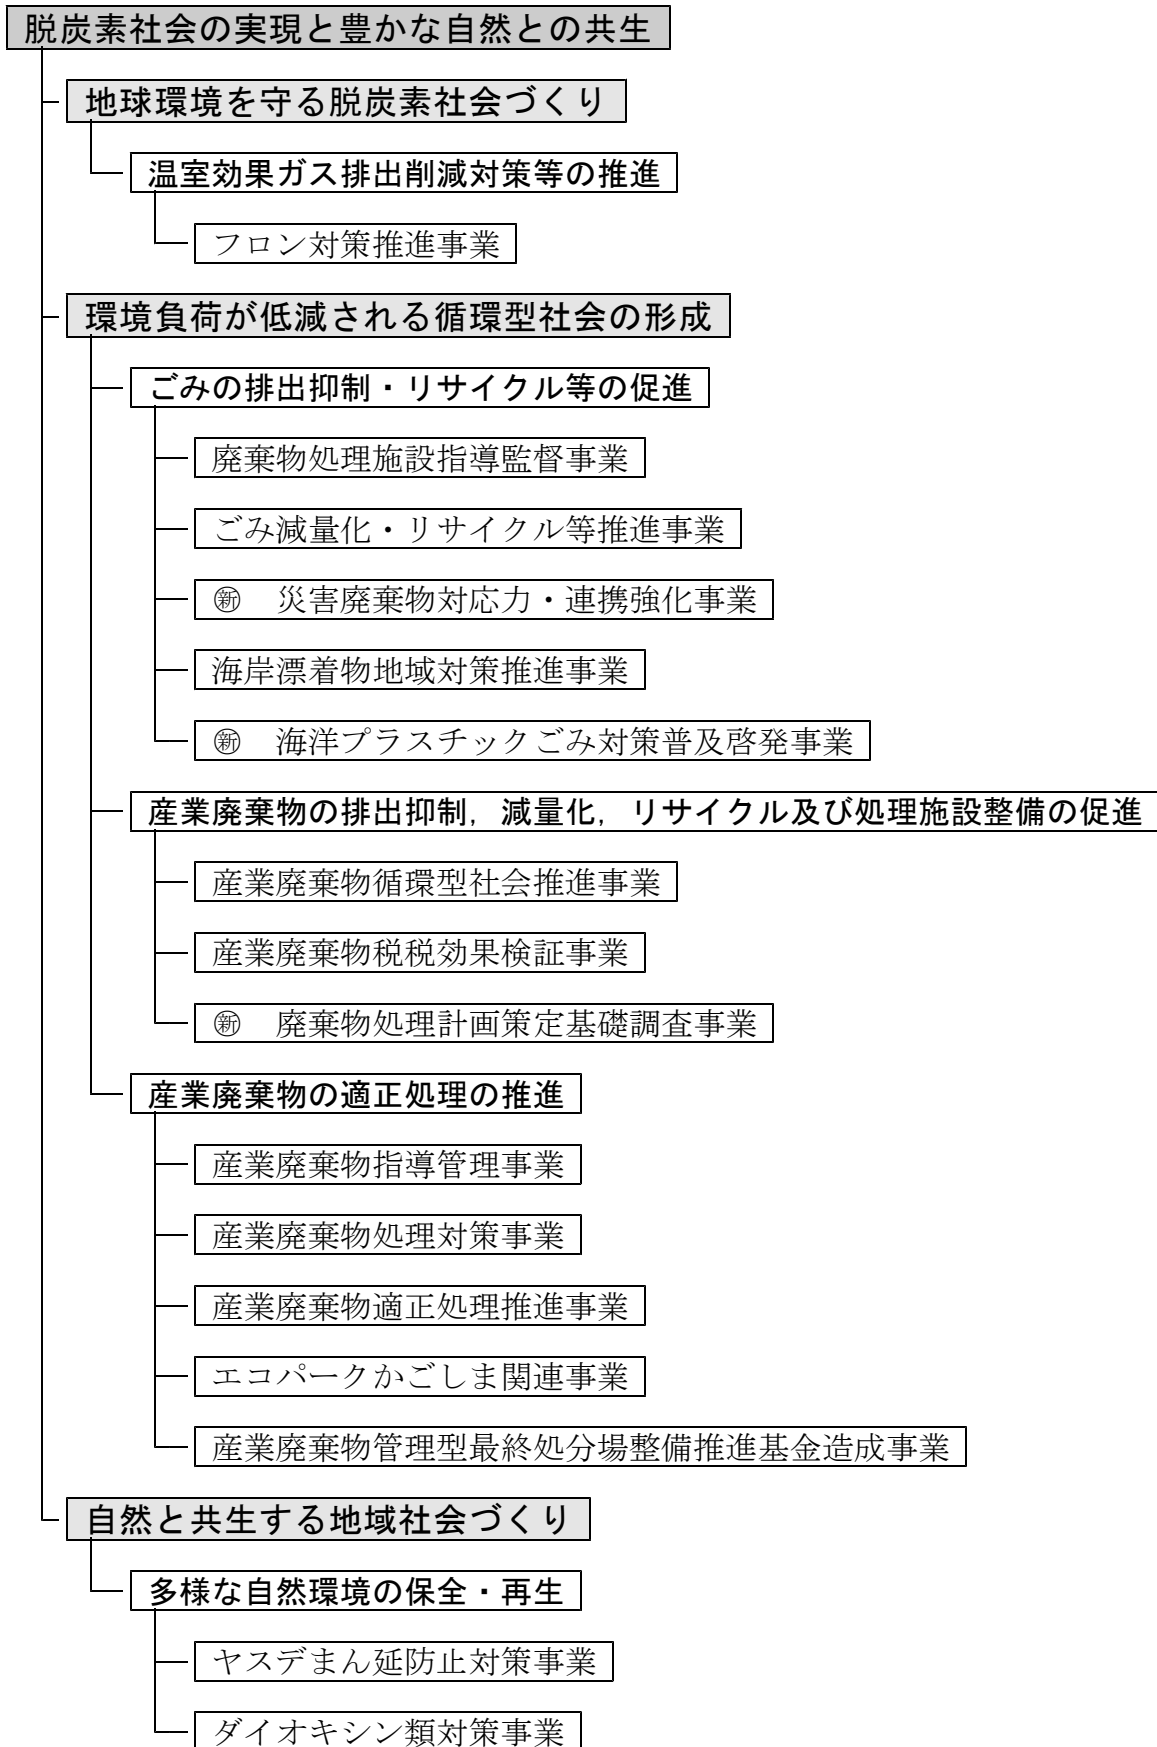 脱炭素社会の実現と豊かな自然との共生
地球環境を守る脱炭素社会づくり
温室効果ガス排出削減対策等の推進
フロン対策推進事業
環境負荷が低減される循環型社会の形成
ごみの排出抑制・リサイクル等の促進
廃棄物処理施設指導監督事業
ごみ減量化・リサイクル等推進事業
㊟ 災害廃棄物対応力・連携強化事業
海岸漂着物地域対策推進事業
㊟ 海洋プラスチックごみ対策普及啓発事業
産業廃棄物の排出抑制，減量化，リサイクル及び処理施設整備の促進
産業廃棄物循環型社会推進事業
産業廃棄物税税効果検証事業
㊟ 廃棄物処理計画策定基礎調査事業
産業廃棄物の適正処理の推進
産業廃棄物指導管理事業
産業廃棄物処理対策事業
産業廃棄物適正処理推進事業
エコパークかごしま関連事業
産業廃棄物管理型最終処分場整備推進基金造成事業
自然と共生する地域社会づくり
多様な自然環境の保全・再生
ヤスデまん延防止対策事業
ダイオキシン類対策事業